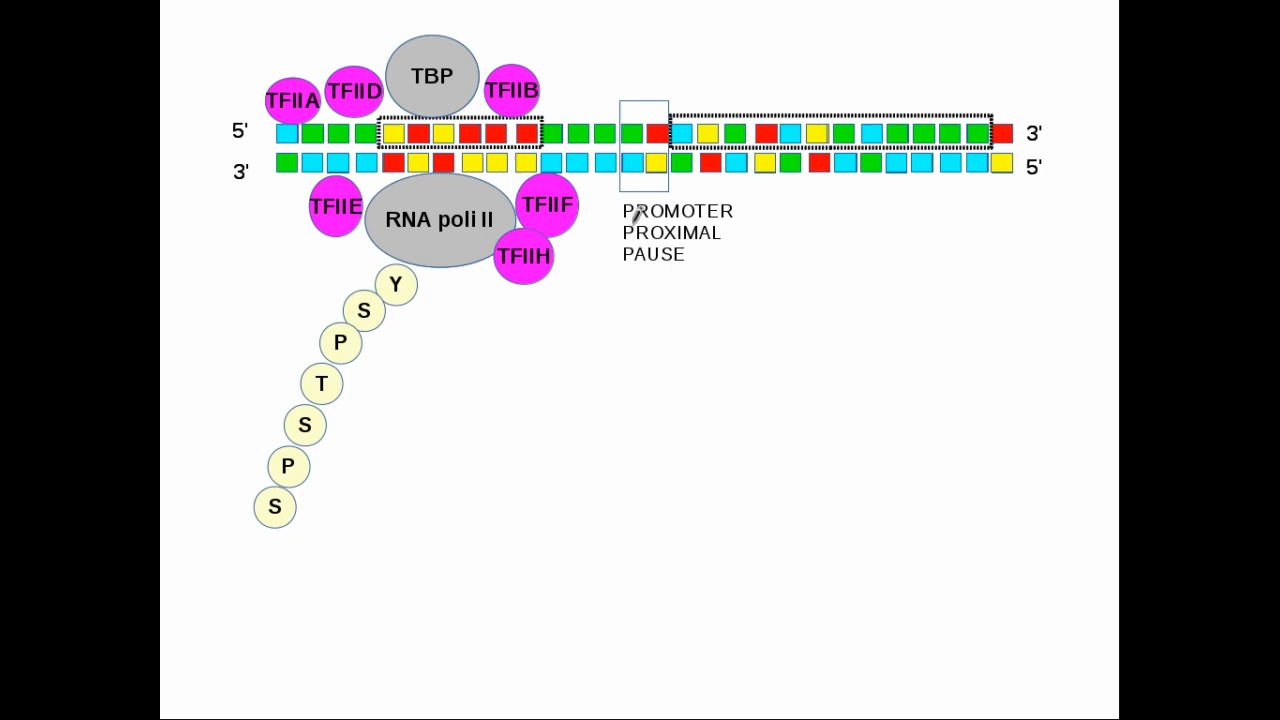 TBP
TFIIA
TFIID
TFIIB
5'
3'
3'
5'
TFIIE
RNA poli II
TFIIF
TFIIH
PROMOTER
PROXIMAL
PAUSE
Y
S
P
T
S
P
S